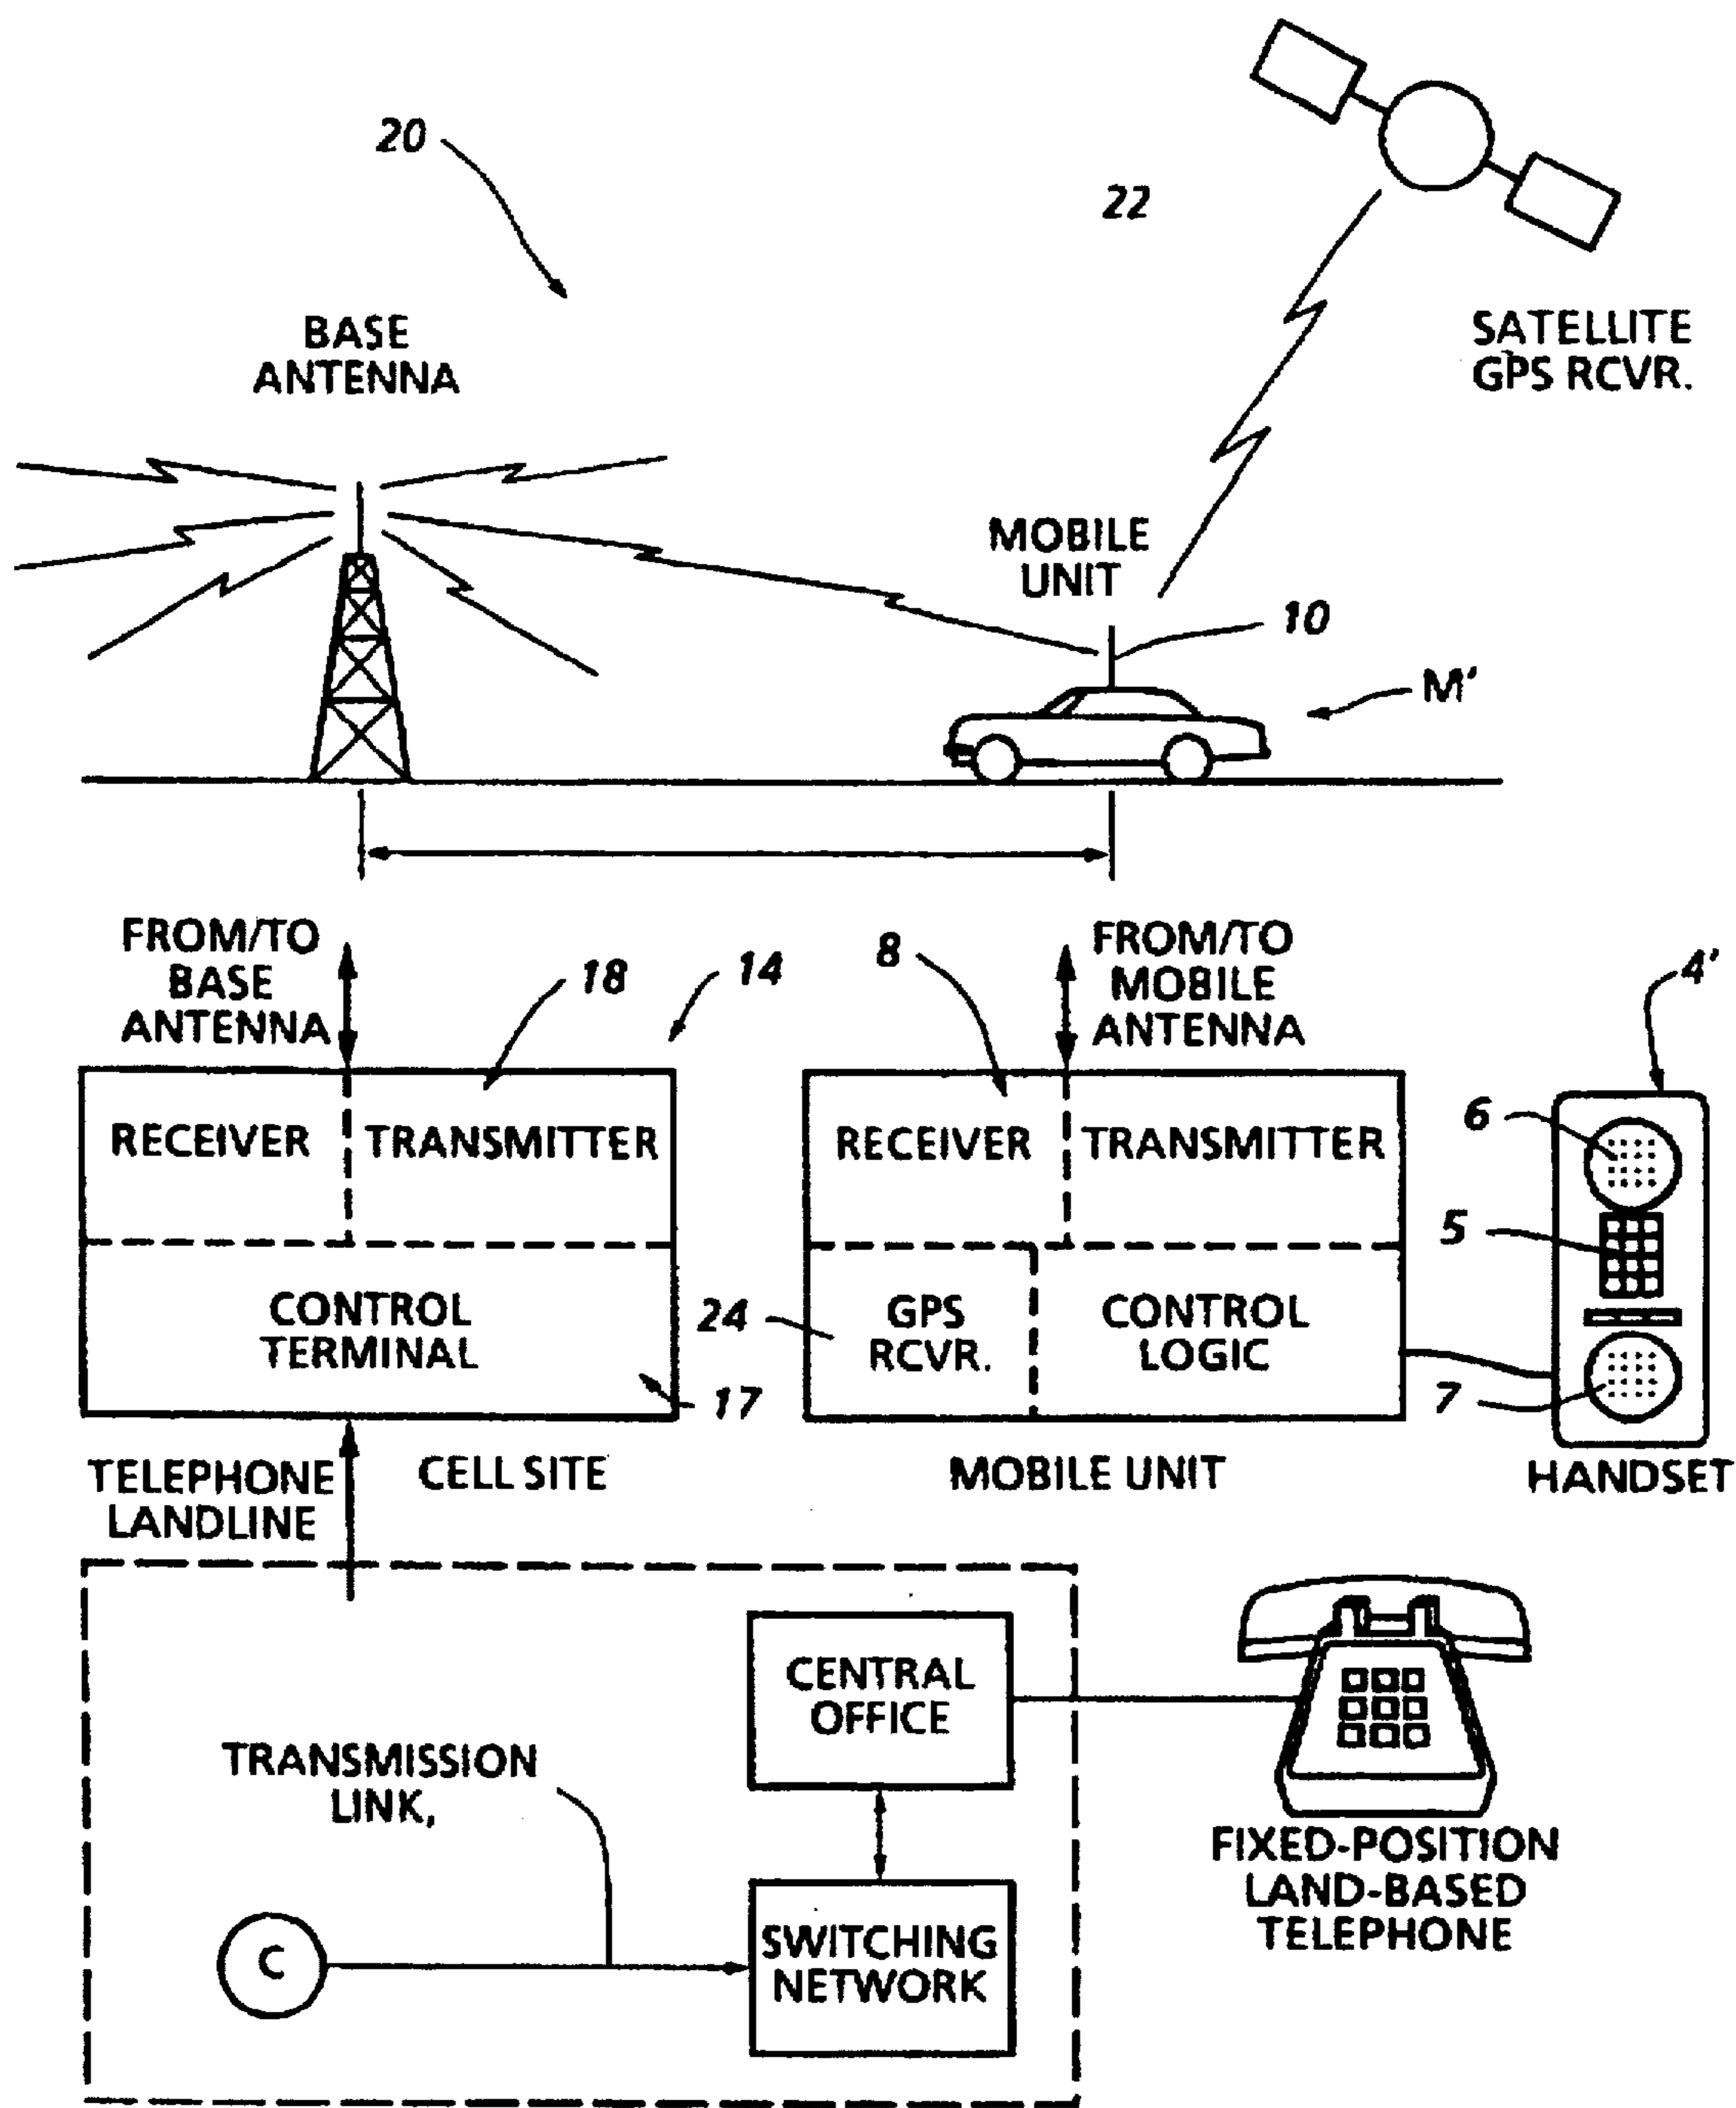 20
22
BASE
ANTENNA
SATELLITE
GPS RCVR.
MOBILE
UNIT
10
M'
FROM/TO
BASE
ANTENNA
18
14
8
FROM/TO
MOBILE
ANTENNA
4'
RECEIVER
TRANSMITTER
RECEIVER
TRANSMITTER
6
5
CONTROL
TERMINAL
24
GPS
RCVR.
CONTROL
LOGIC
17
7
TELEPHONE
LANDLINE
CELL SITE
MOBILE UNIT
HANDSET
CENTRAL
OFFICE
TRANSMISSION
LINK,
FIXED-POSITION
LAND-BASED
TELEPHONE
C
SWITCHING
NETWORK